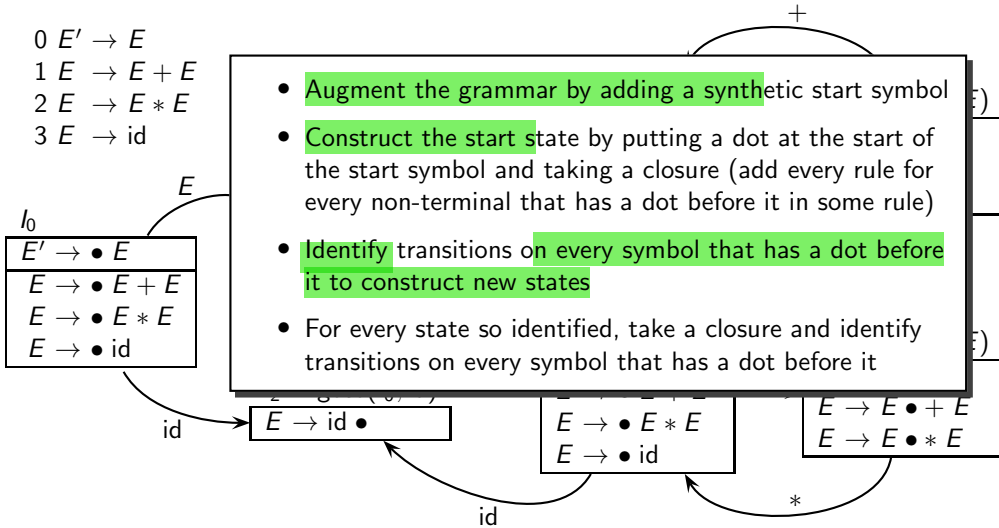 +
0 E′ → E
1 E → E + E
2 E → E ∗ E
3 E → id
• Augment the grammar by adding a synthetic start symbol
• Construct the start state by putting a dot at the start of
the start symbol and taking a closure (add every rule for
every non-terminal that has a dot before it in some rule)
• Identify transitions on every symbol that has a dot before
it to construct new states
• For every state so identified, take a closure and identify
transitions on every symbol that has a dot before it
E)
E
I0
E′ → • E
E → • E + E
E → • E ∗ E
E → • id
E)
id
E → id •
E → • E ∗ E
E → • id
E → E • + E
E → E • ∗ E
∗
id